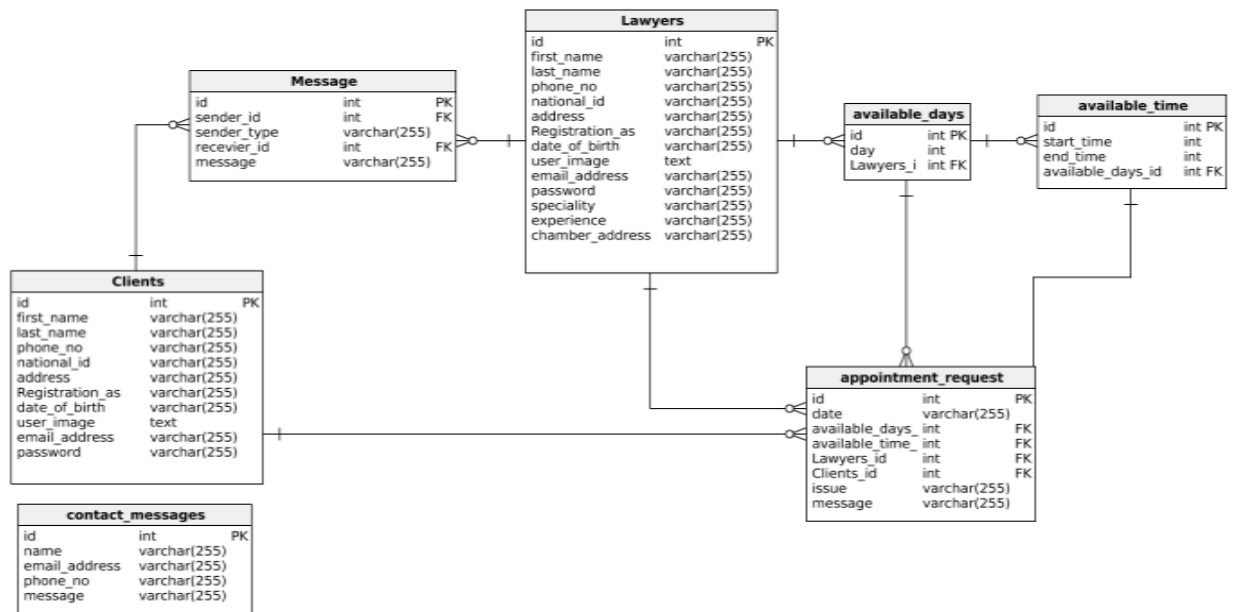 Lawyers
id int PK
first_name varchar(255)
last_name varchar(255)
phone_no varchar(255)
national_id varchar(255)
address varchar(255)
Registration_as varchar(255)
date_of_birth varchar(255)
user_image text
email_address varchar(255)
password varchar(255)
speciality varchar(255)
experience varchar(255)
chamber_address varchar(255)
Message
id int PK
sender_id int FK
sender_type varchar(255)
recevier_id int FK
message varchar(255)
available_days
id int PK
day int
Lawyers_i int FK
available_time
id int PK
start_time int
end_time int
available_days_id int FK
Clients
id int PK
first_name varchar(255)
last_name varchar(255)
phone_no varchar(255)
national_id varchar(255)
address varchar(255)
Registration_as varchar(255)
date_of_birth varchar(255)
user_image text
email_address varchar(255)
password varchar(255)
appointment_request
id int PK
date varchar(255)
available_days_ int FK
available_time_ int FK
Lawyers_id int FK
Clients_id int FK
issue varchar(255)
message varchar(255)
contact_messages
id int PK
name varchar(255)
email_address varchar(255)
phone_no varchar(255)
message varchar(255)